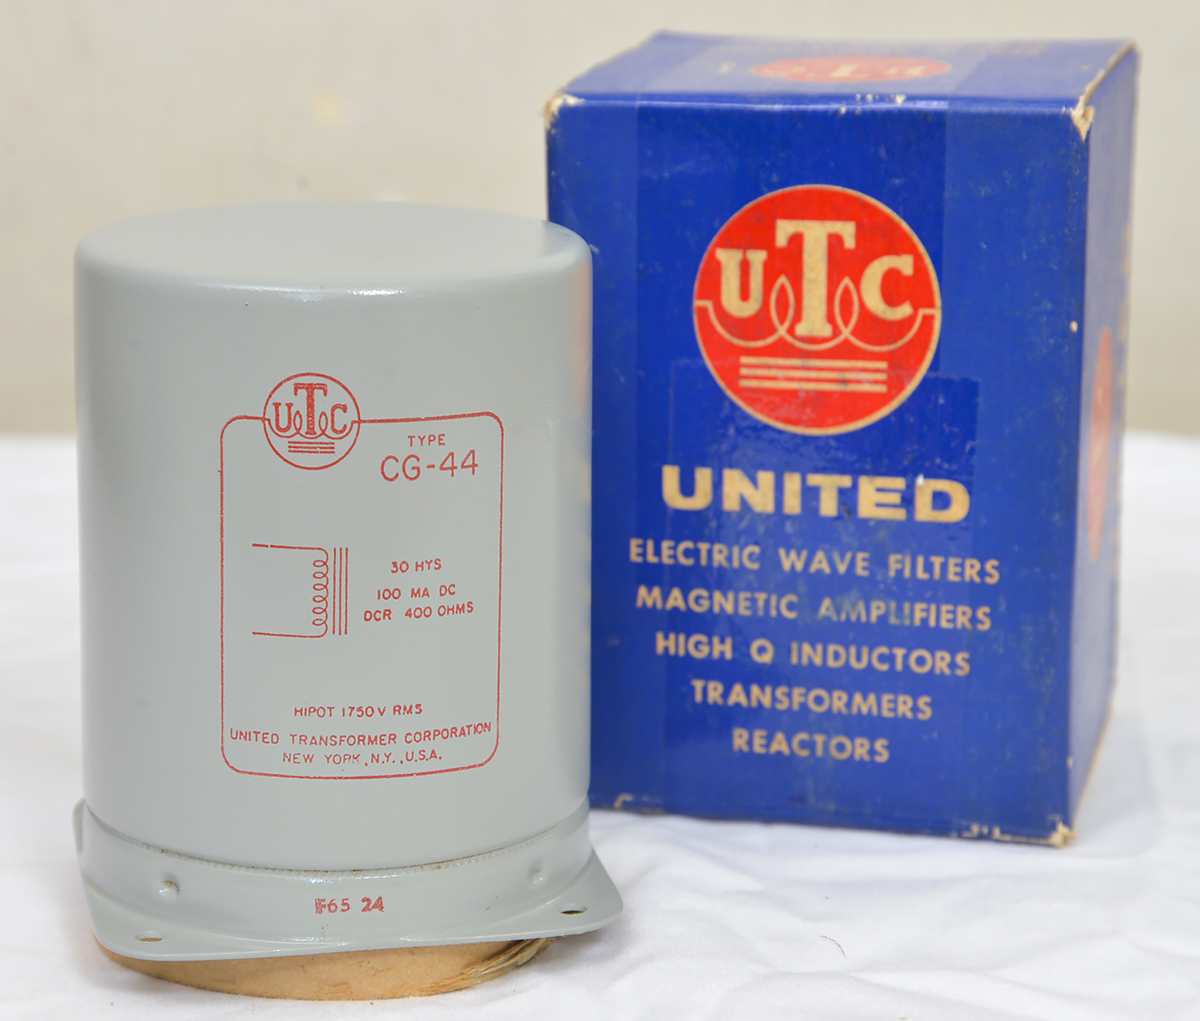 UTC
TYPE
CG-44
30 HYS
100 MA DC
DCR 400 OHMS
HIPOT 1750V RMS
UNITED TRANSFORMER CORPORATION
NEW YORK, N.Y., U.S.A.
F65 24
UTC
UNITED
ELECTRIC WAVE FILTERS
MAGNETIC AMPLIFIERS
HIGH Q INDUCTORS
TRANSFORMERS
REACTORS